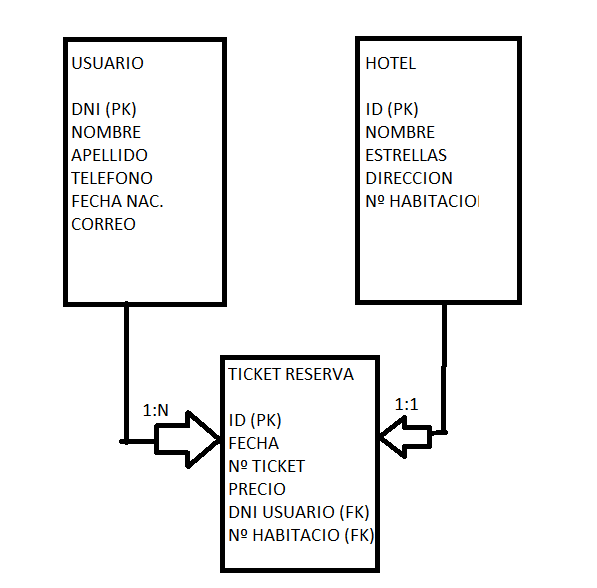 USUARIO
DNI (PK)
NOMBRE
APELLIDO
TELEFONO
FECHA NAC.
CORREO
HOTEL
ID (PK)
NOMBRE
ESTRELLAS
DIRECCION
Nº HABITACIO
1:N
1:1
TICKET RESERVA
ID (PK)
FECHA
Nº TICKET
PRECIO
DNI USUARIO (FK)
Nº HABITACIO (FK)